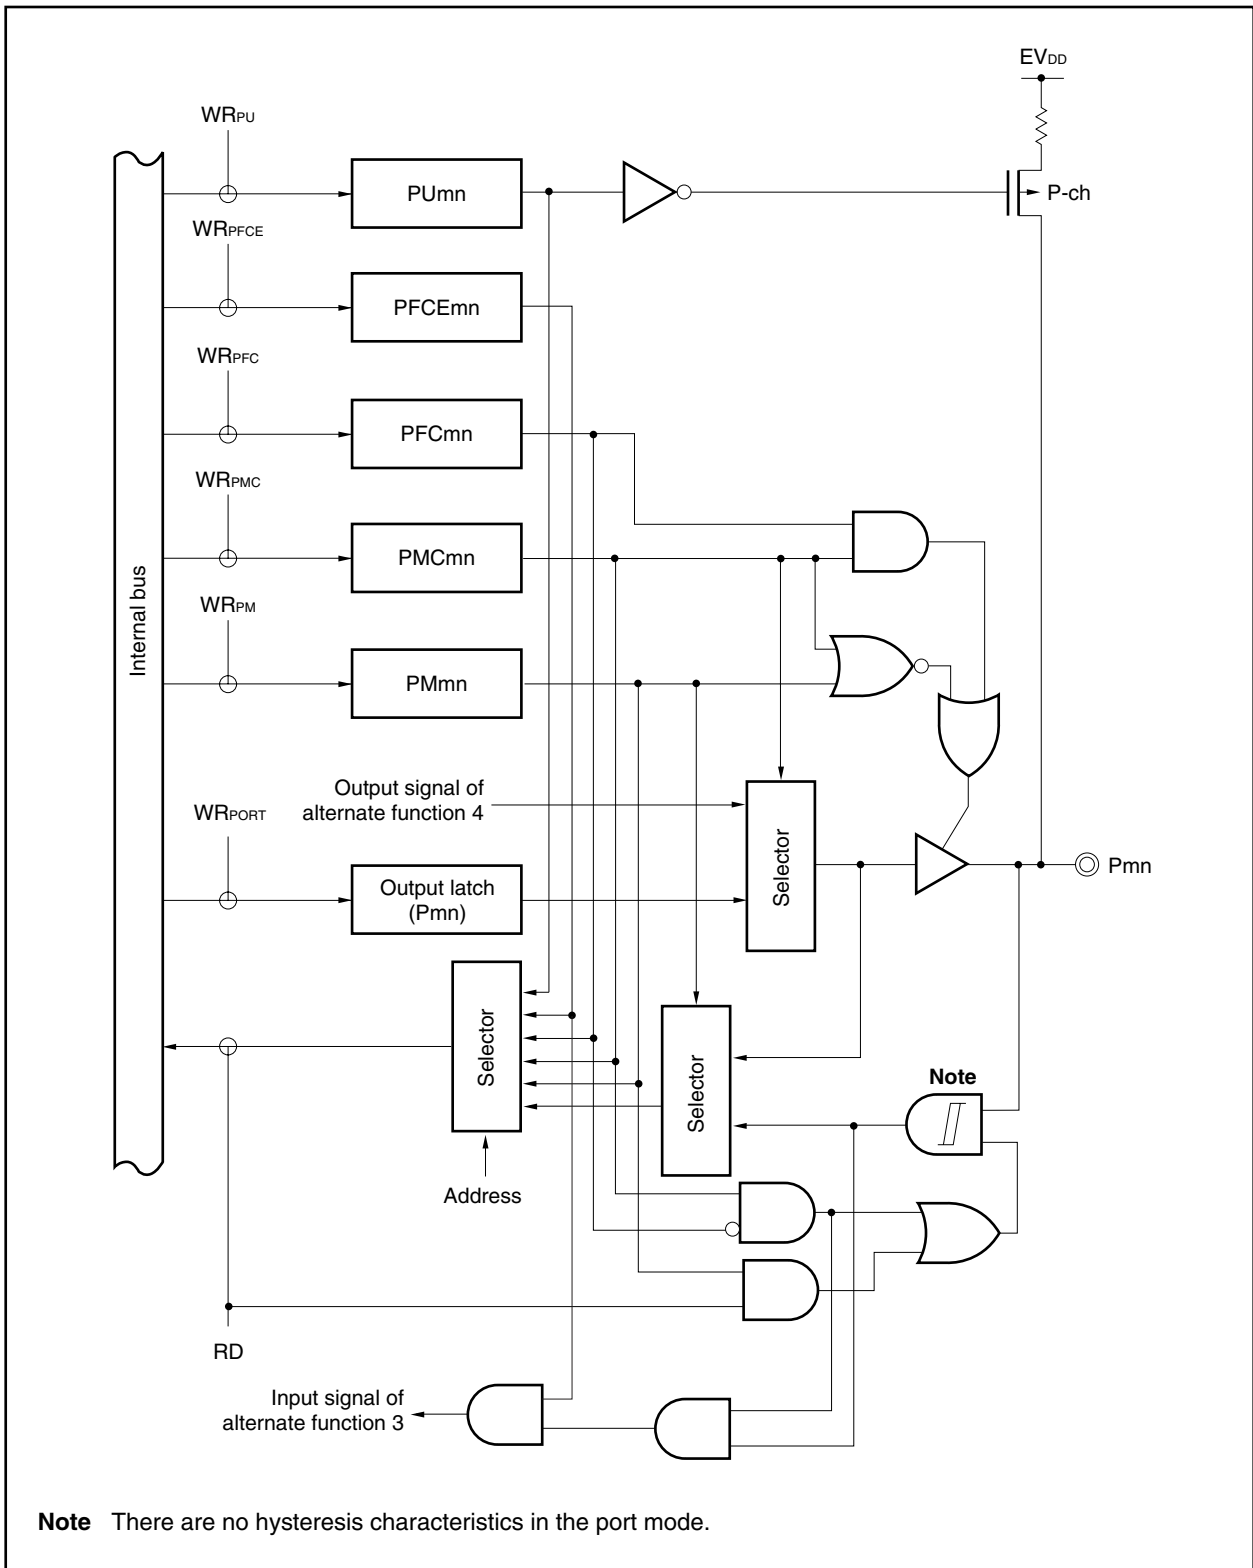 EVDD
WRPU
PUmn
P-ch
WRPFCE
PFCEmn
WRPFC
PFCmn
WRPMC
PMCmn
Internal bus
WRPM
PMmn
Output signal of
alternate function 4
WRPORT
Selector
Output latch
(Pmn)
Pmn
Selector
Selector
Note
Address
RD
Input signal of
alternate function 3
Note There are no hysteresis characteristics in the port mode.